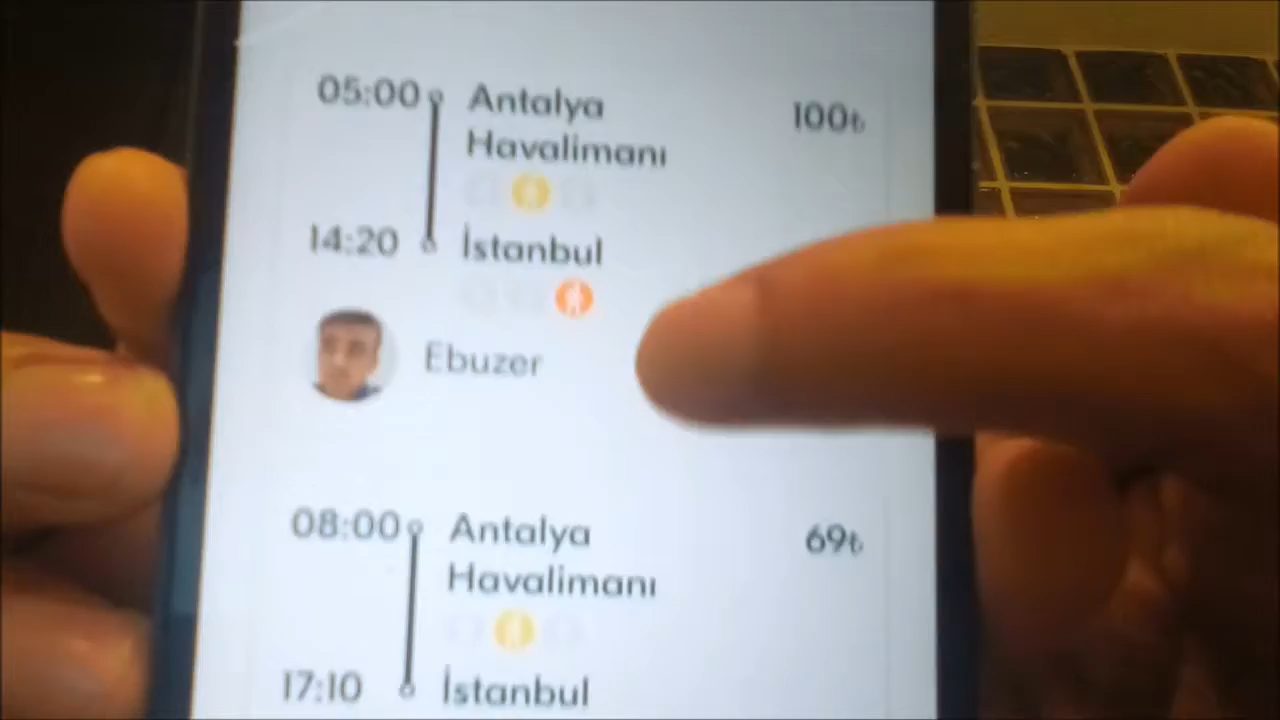 05:00 Antalya 100₺
Havalimanı
14:20 İstanbul
Ebuzer
08:00 Antalya 69₺
Havalimanı
17:10 İstanbul